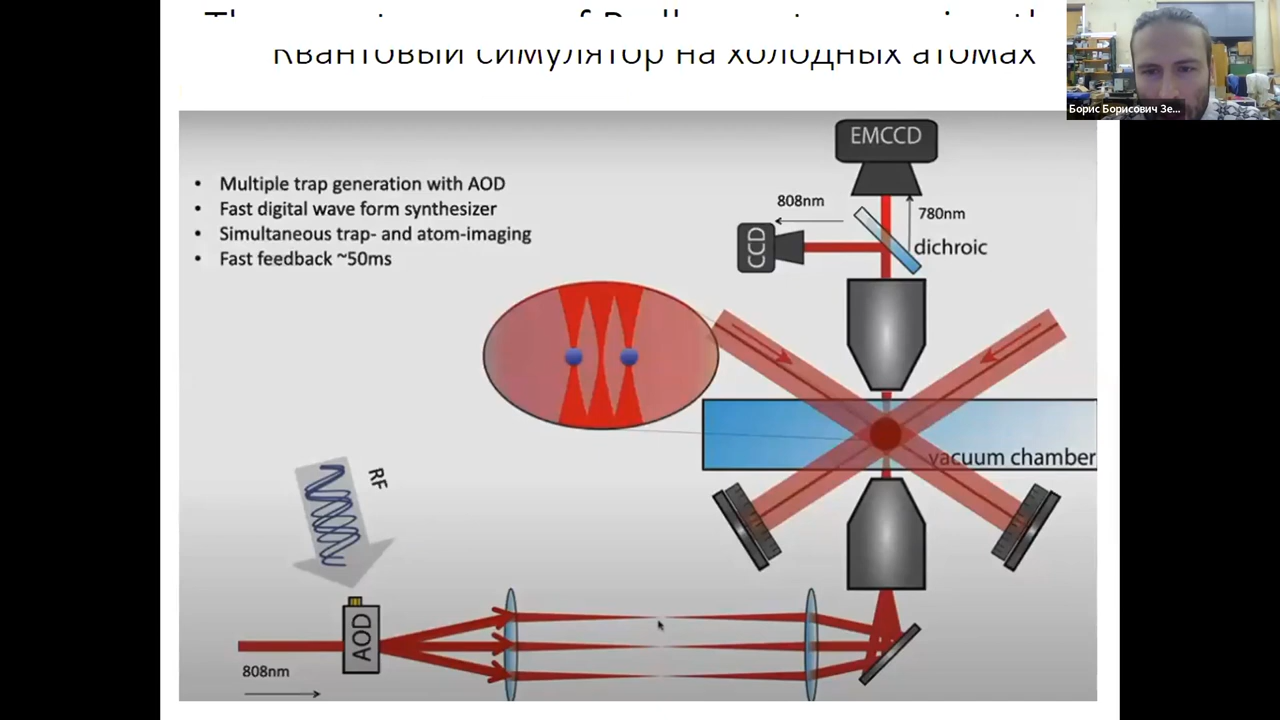 Квантовый симулятор на холодных атомах
Борис Борисович Зе...
• Multiple trap generation with AOD
• Fast digital wave form synthesizer
• Simultaneous trap- and atom-imaging
• Fast feedback ~50ms
EMCCD
808nm
780nm
CCD
dichroic
vacuum chamber
RF
AOD
808nm